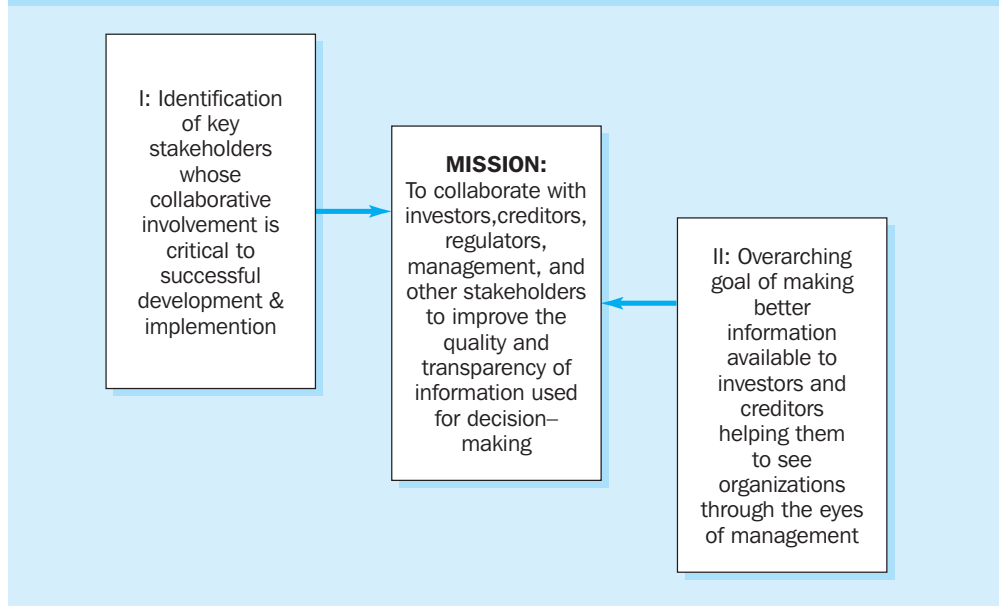 I: Identification
of key
stakeholders
whose
collaborative
involvement is
critical to
successful
development &
implemention
MISSION:
To collaborate with
investors,creditors,
regulators,
management, and
other stakeholders
to improve the
quality and
transparency of
information used
for decision–
making
II: Overarching
goal of making
better
information
available to
investors and
creditors
helping them
to see
organizations
through the eyes
of management